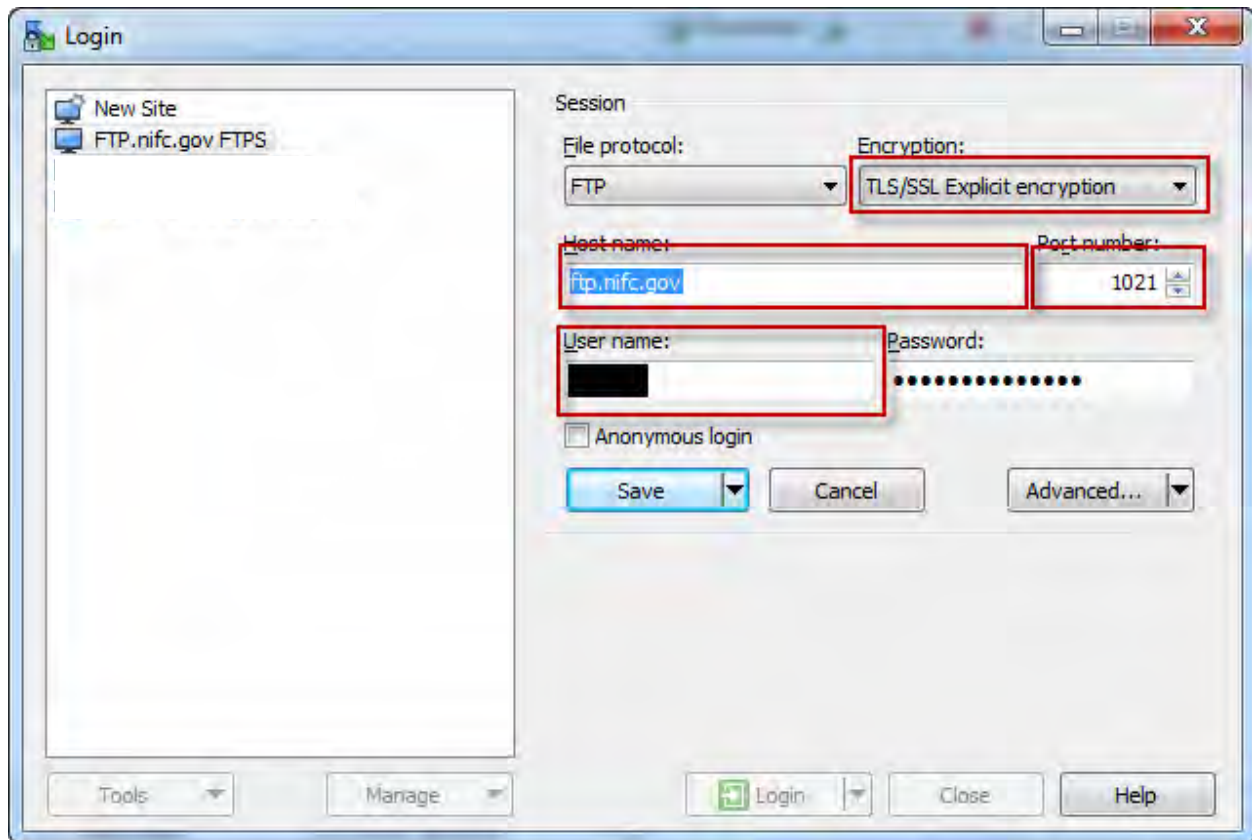 Login
New Site
FTP.nifc.gov FTPS
Session
File protocol:
Encryption:
FTP
TLS/SSL Explicit encryption
Host name:
Port number:
ftp.nifc.gov
1021
User name:
Password:
••••••••••••••
Anonymous login
Save
Cancel
Advanced...
Tools
Manage
Login
Close
Help